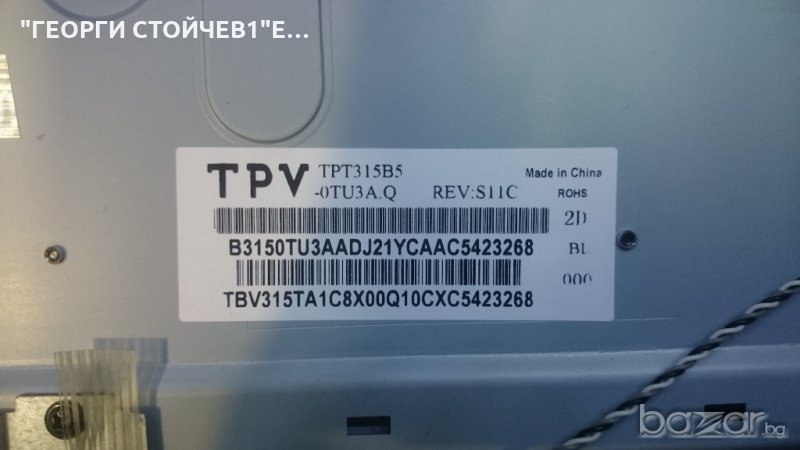 "ГЕОРГИ СТОЙЧЕВ1"Е...
TPV TPT315B5
-0TU3A.Q REV:S11C
Made in China
ROHS
2D
B3150TU3AADJ21YCAAC5423268
BL
000
TBV315TA1C8X00Q10CXC5423268
bazar.bg